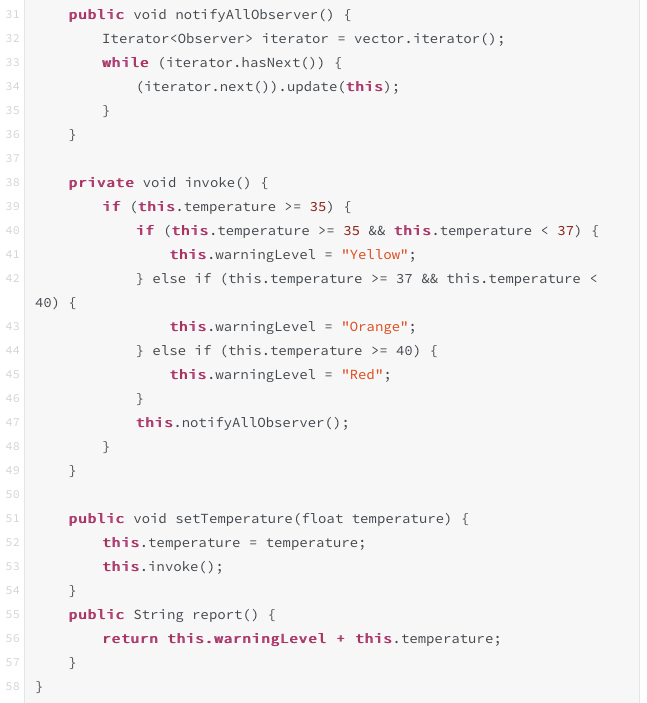 31     public void notifyAllObserver() {
32         Iterator<Observer> iterator = vector.iterator();
33         while (iterator.hasNext()) {
34             (iterator.next()).update(this);
35         }
36     }
37
38     private void invoke() {
39         if (this.temperature >= 35) {
40             if (this.temperature >= 35 && this.temperature < 37) {
41                 this.warningLevel = "Yellow";
42             } else if (this.temperature >= 37 && this.temperature <
40) {
43                 this.warningLevel = "Orange";
44             } else if (this.temperature >= 40) {
45                 this.warningLevel = "Red";
46             }
47             this.notifyAllObserver();
48         }
49     }
50
51     public void setTemperature(float temperature) {
52         this.temperature = temperature;
53         this.invoke();
54     }
55     public String report() {
56         return this.warningLevel + this.temperature;
57     }
58 }